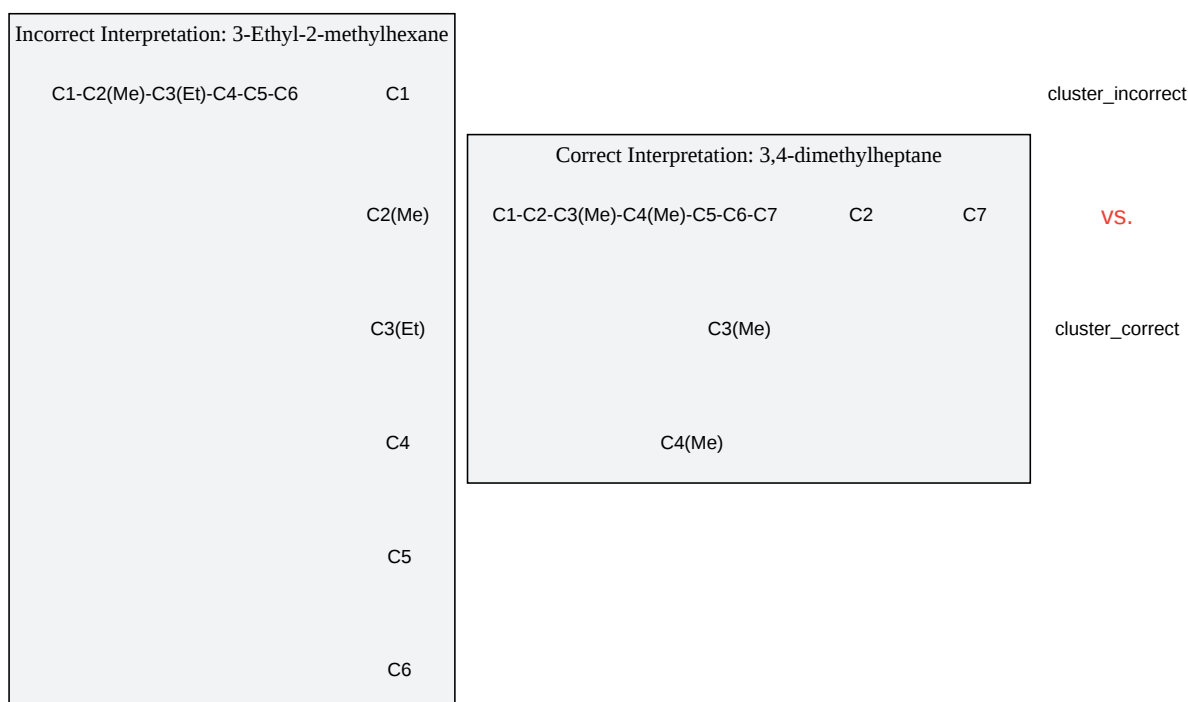 Incorrect Interpretation: 3-Ethyl-2-methylhexane
C1-C2(Me)-C3(Et)-C4-C5-C6
C1
C2(Me)
C3(Et)
C4
C5
C6
Correct Interpretation: 3,4-dimethylheptane
C1-C2-C3(Me)-C4(Me)-C5-C6-C7
C2
C7
C3(Me)
C4(Me)
cluster_incorrect
vs.
cluster_correct